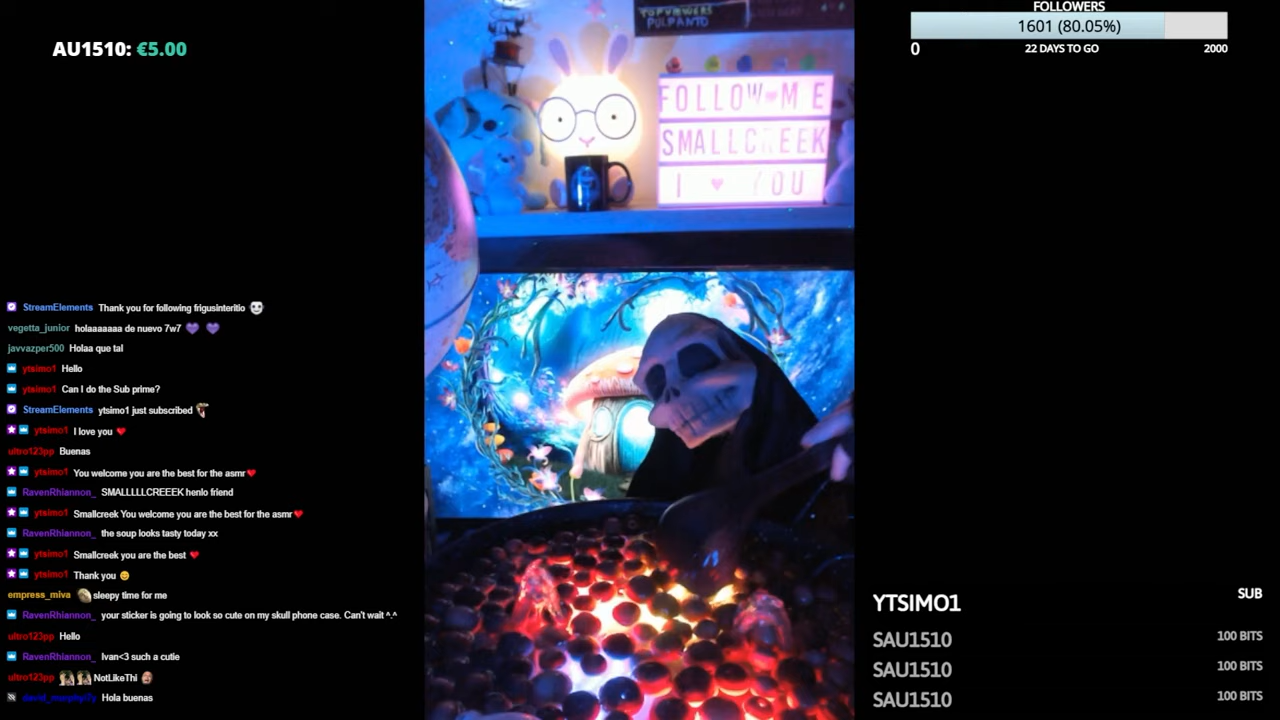 AU1510: €5.00
TOPVIEWERS
PULPANTO
FOLLOW ♥ ME
SMALLCREEK
I ♥ YOU
FOLLOWERS
1601 (80.05%)
0 22 DAYS TO GO 2000
StreamElements Thank you for following frigusinteritio
vegetta_junior holaaaaaaa de nuevo 7w7 💜 💜
javvazper500 Holaa que tal
ytsimo1 Hello
ytsimo1 Can I do the Sub prime?
StreamElements ytsimo1 just subscribed
ytsimo1 I love you ❤
ultro123pp Buenas
ytsimo1 You welcome you are the best for the asmr❤
RavenRhiannon_ SMALLLLLCREEEK henlo friend
ytsimo1 Smallcreek You welcome you are the best for the asmr❤
RavenRhiannon_ the soup looks tasty today xx
ytsimo1 Smallcreek you are the best ❤
ytsimo1 Thank you 😊
empress_miva sleepy time for me
RavenRhiannon_ your sticker is going to look so cute on my skull phone case. Can't wait ^.^
ultro123pp Hello
RavenRhiannon_ Ivan<3 such a cutie
ultro123pp NotLikeThi
Hola buenas
YTSIMO1 SUB
SAU1510 100 BITS
SAU1510 100 BITS
SAU1510 100 BITS